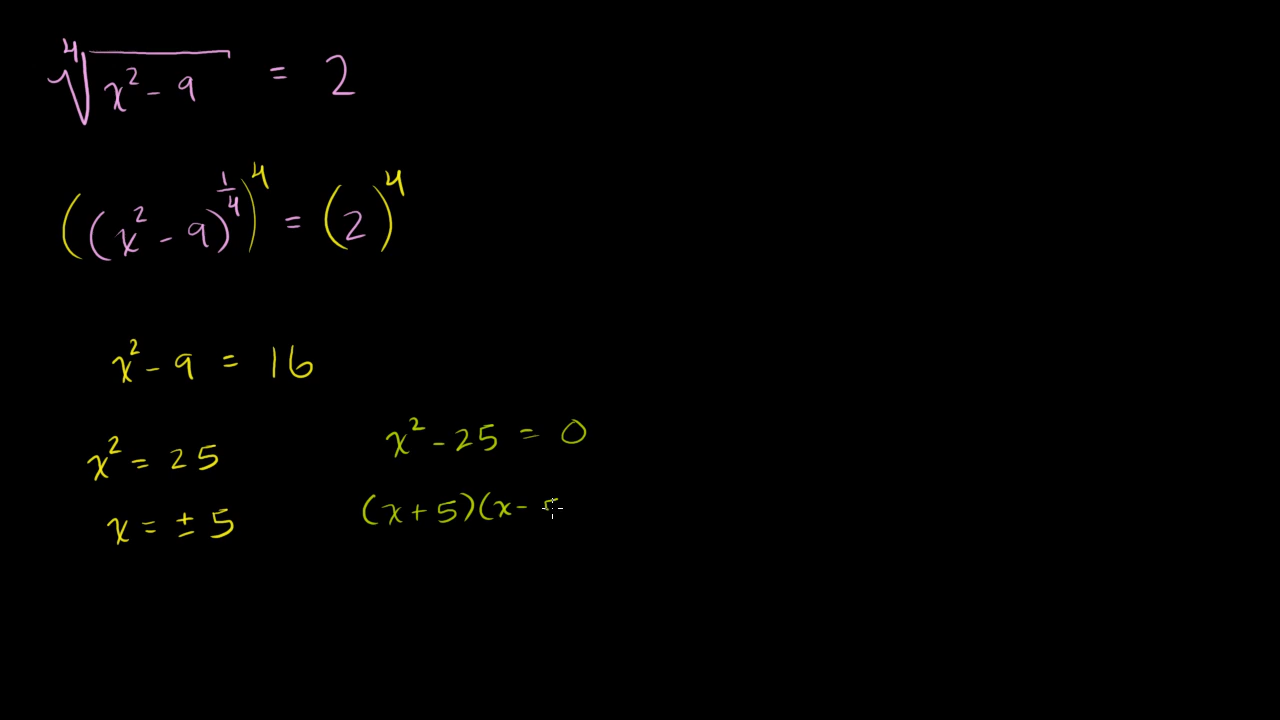 ∜(x² - 9) = 2
((x² - 9)^(1/4))^4 = (2)^4
x² - 9 = 16
x² = 25
x = ± 5
x² - 25 = 0
(x + 5)(x -